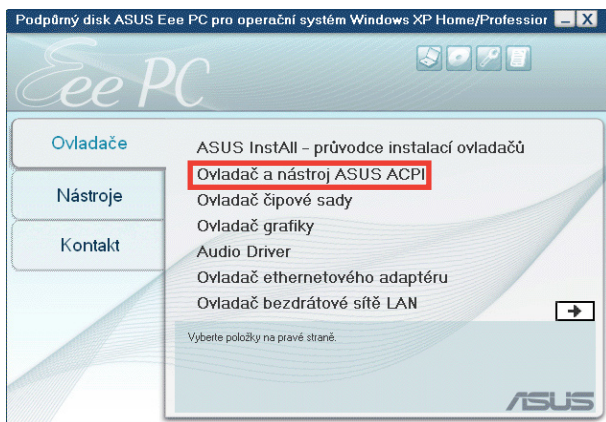 Podpůrný disk ASUS Eee PC pro operační systém Windows XP Home/Professior
Eee PC
Ovladače
Nástroje
Kontakt
ASUS InstAll – průvodce instalací ovladačů
Ovladač a nástroj ASUS ACPI
Ovladač čipové sady
Ovladač grafiky
Audio Driver
Ovladač ethernetového adaptéru
Ovladač bezdrátové sítě LAN
Vyberte položky na pravé straně.
ASUS